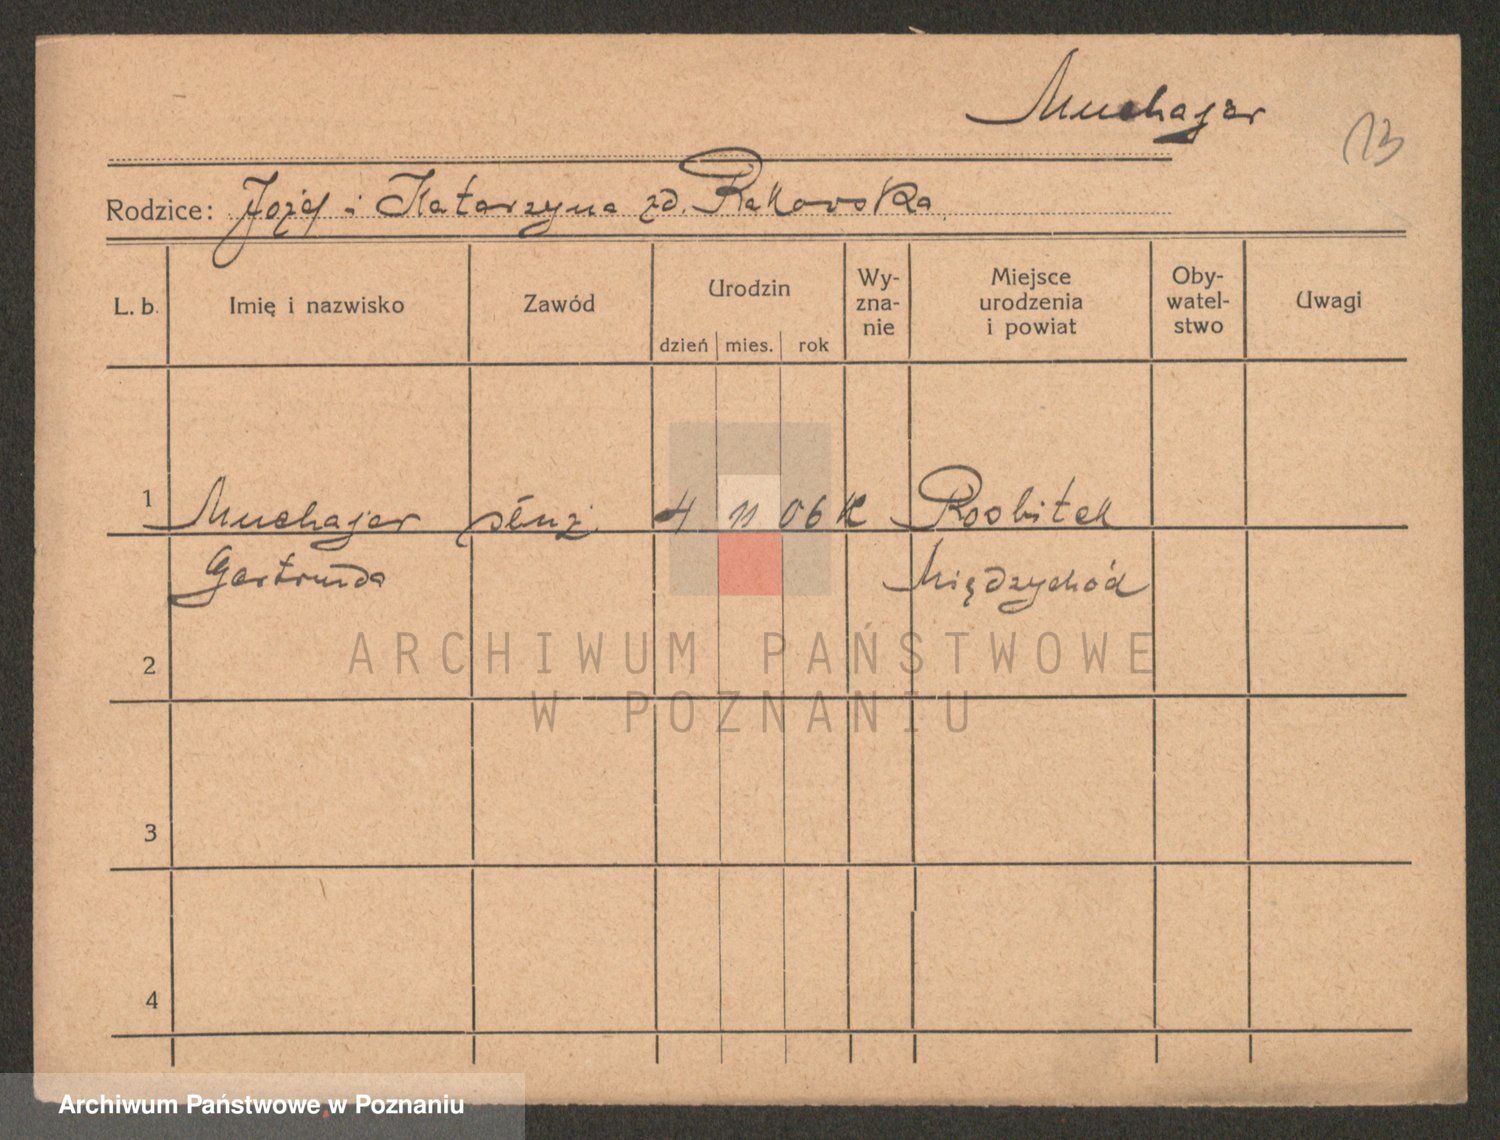 Muchajer
13
Rodzice: Józef i Katarzyna zd. Rakowska
L. b. Imię i nazwisko Zawód Urodzin Wy- Miejsce Oby- Uwagi
zna- urodzenia watel-
nie i powiat stwo
dzień mies. rok
1 Muchajer służ. 4 11 06 K Rosbitek
Gertruda Międzychód
2
3
4
ARCHIWUM PAŃSTWOWE
W POZNANIU
Archiwum Państwowe w Poznaniu